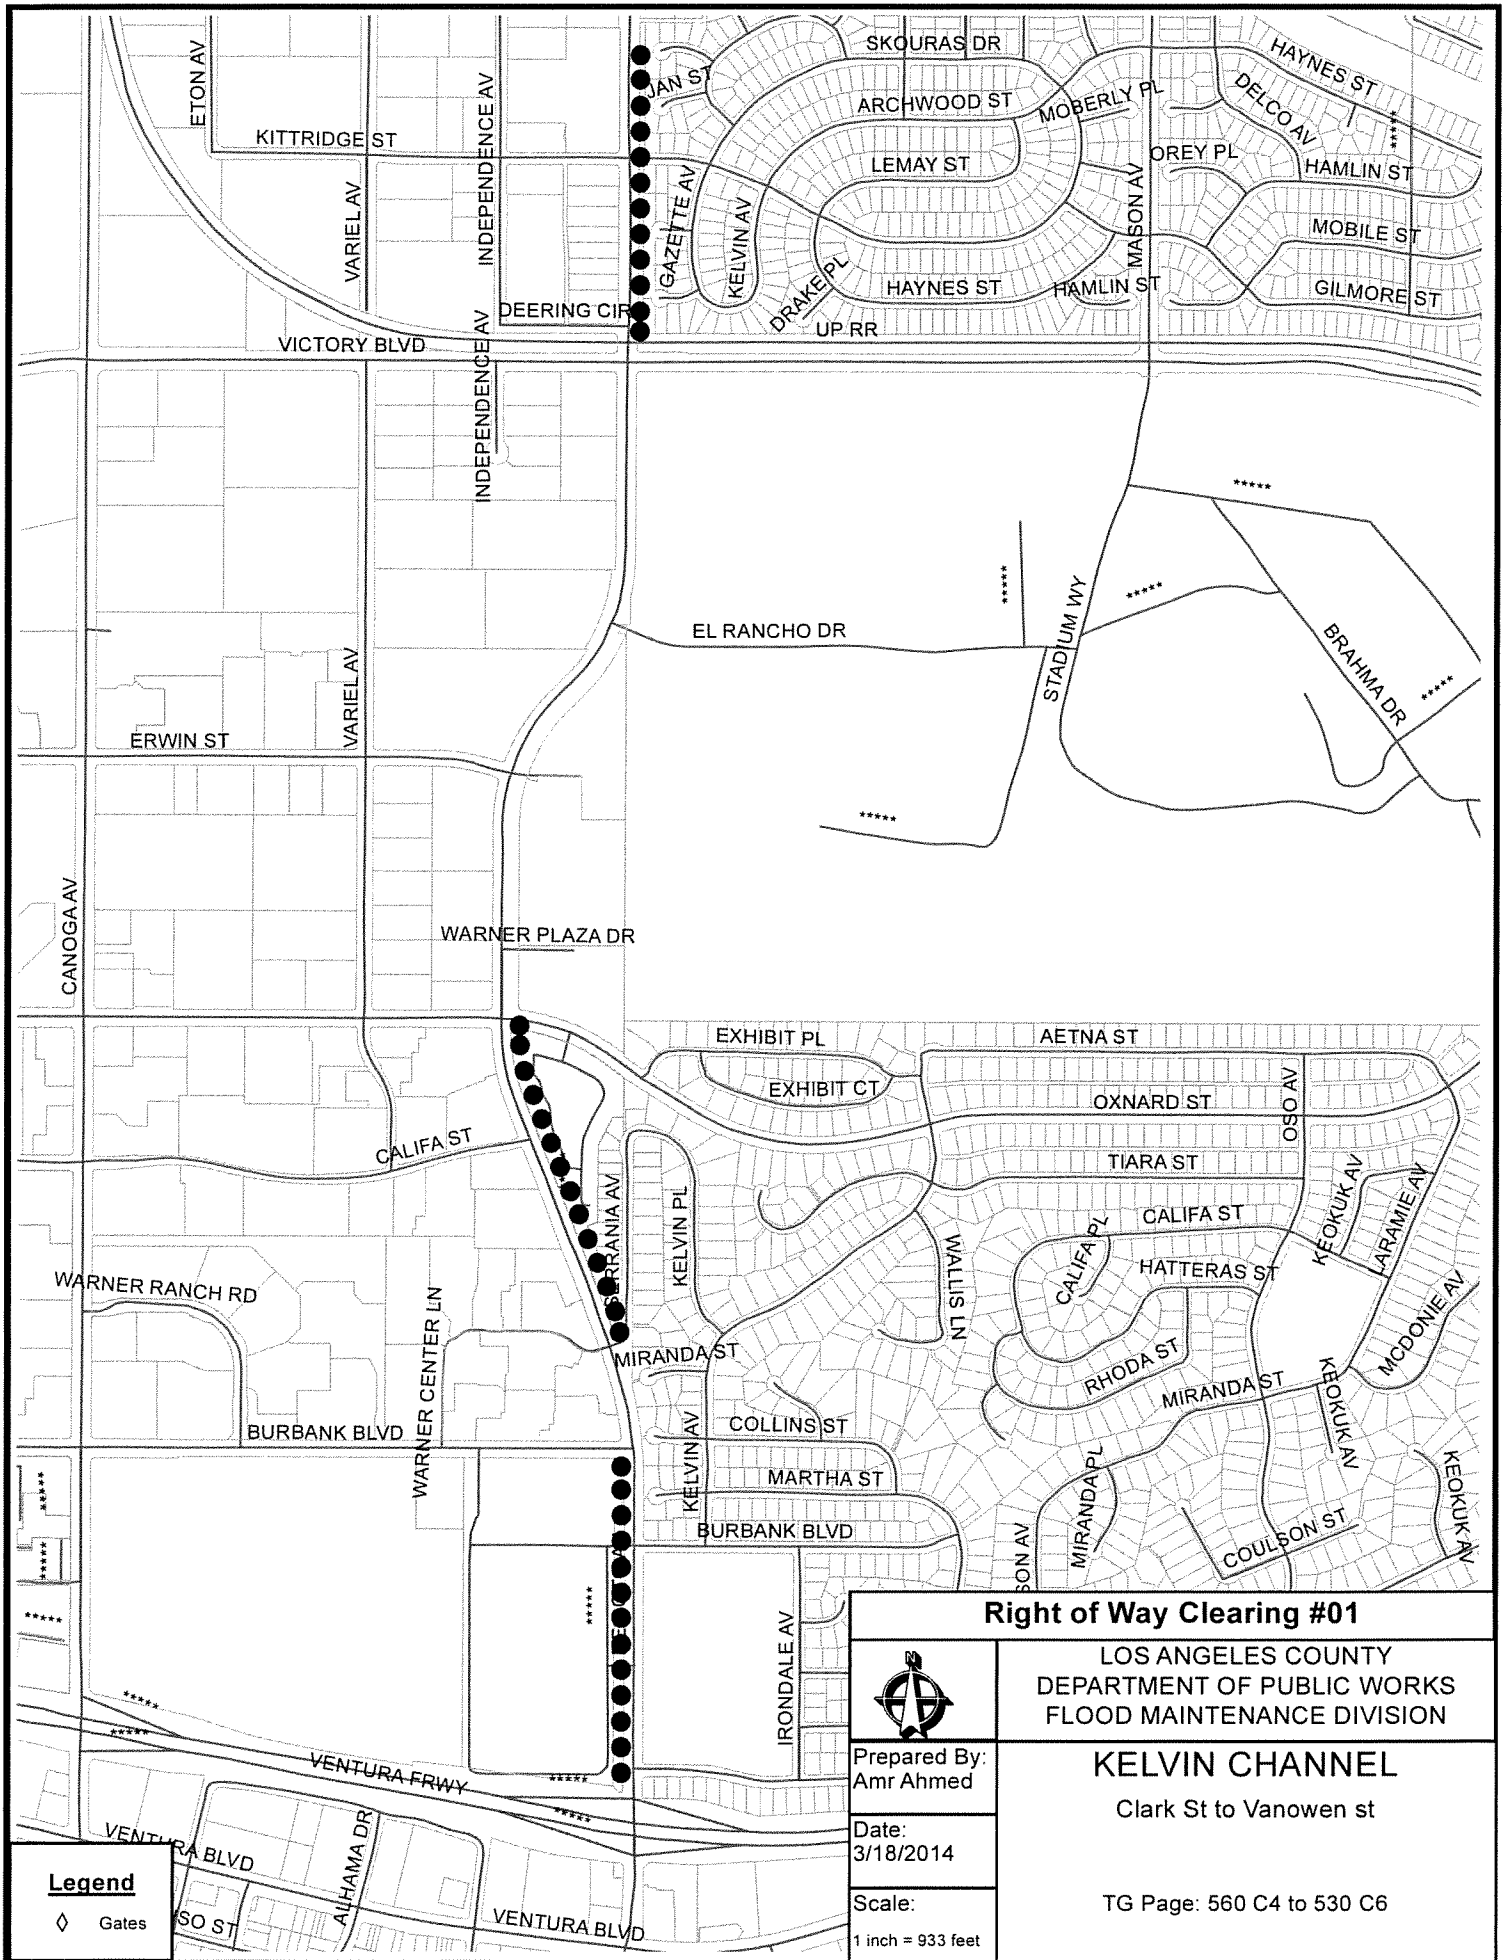 SKOURAS DR
HAYNES ST
ETON AV
JAN ST
INDEPENDENCE AV
ARCHWOOD ST
MOBERLY PL
DELCO AV
*****
KITTRIDGE ST
LEMAY ST
OREY PL
HAMLIN ST
VARIEL AV
GAZETTE AV
KELVIN AV
MASON AV
MOBILE ST
DRAKE PL
HAYNES ST
HAMLIN ST
GILMORE ST
DEERING CIR
UP RR
VICTORY BLVD
INDEPENDENCE AV
*****
*****
*****
STADIUM WY
EL RANCHO DR
BRAHMA DR
*****
VARIEL AV
ERWIN ST
*****
CANOGA AV
WARNER PLAZA DR
EXHIBIT PL
AETNA ST
EXHIBIT CT
OXNARD ST
OSO AV
CALIFA ST
TIARA ST
SERRANIA AV
KELVIN PL
KEOKUK AV
LARAMIE AV
CALIFA ST
CALIFA PL
WALLIS LN
HATTERAS ST
WARNER RANCH RD
WARNER CENTER LN
MCDONIE AV
MIRANDA ST
RHODA ST
MIRANDA ST
KEOKUK AV
BURBANK BLVD
COLLINS ST
KELVIN AV
MARTHA ST
MIRANDA PL
KEOKUK AV
*****
*****
BURBANK BLVD
COULSON ST
SON AV
*****
*****
IRONDALE AV
*****
*****
VENTURA FRWY
*****
*****
VENTURA BLVD
ALHAMA DR
SO ST
VENTURA BLVD
Legend
Gates
Right of Way Clearing #01
N
LOS ANGELES COUNTY
DEPARTMENT OF PUBLIC WORKS
FLOOD MAINTENANCE DIVISION
Prepared By:
Amr Ahmed
KELVIN CHANNEL
Clark St to Vanowen st
Date:
3/18/2014
Scale:
1 inch = 933 feet
TG Page: 560 C4 to 530 C6